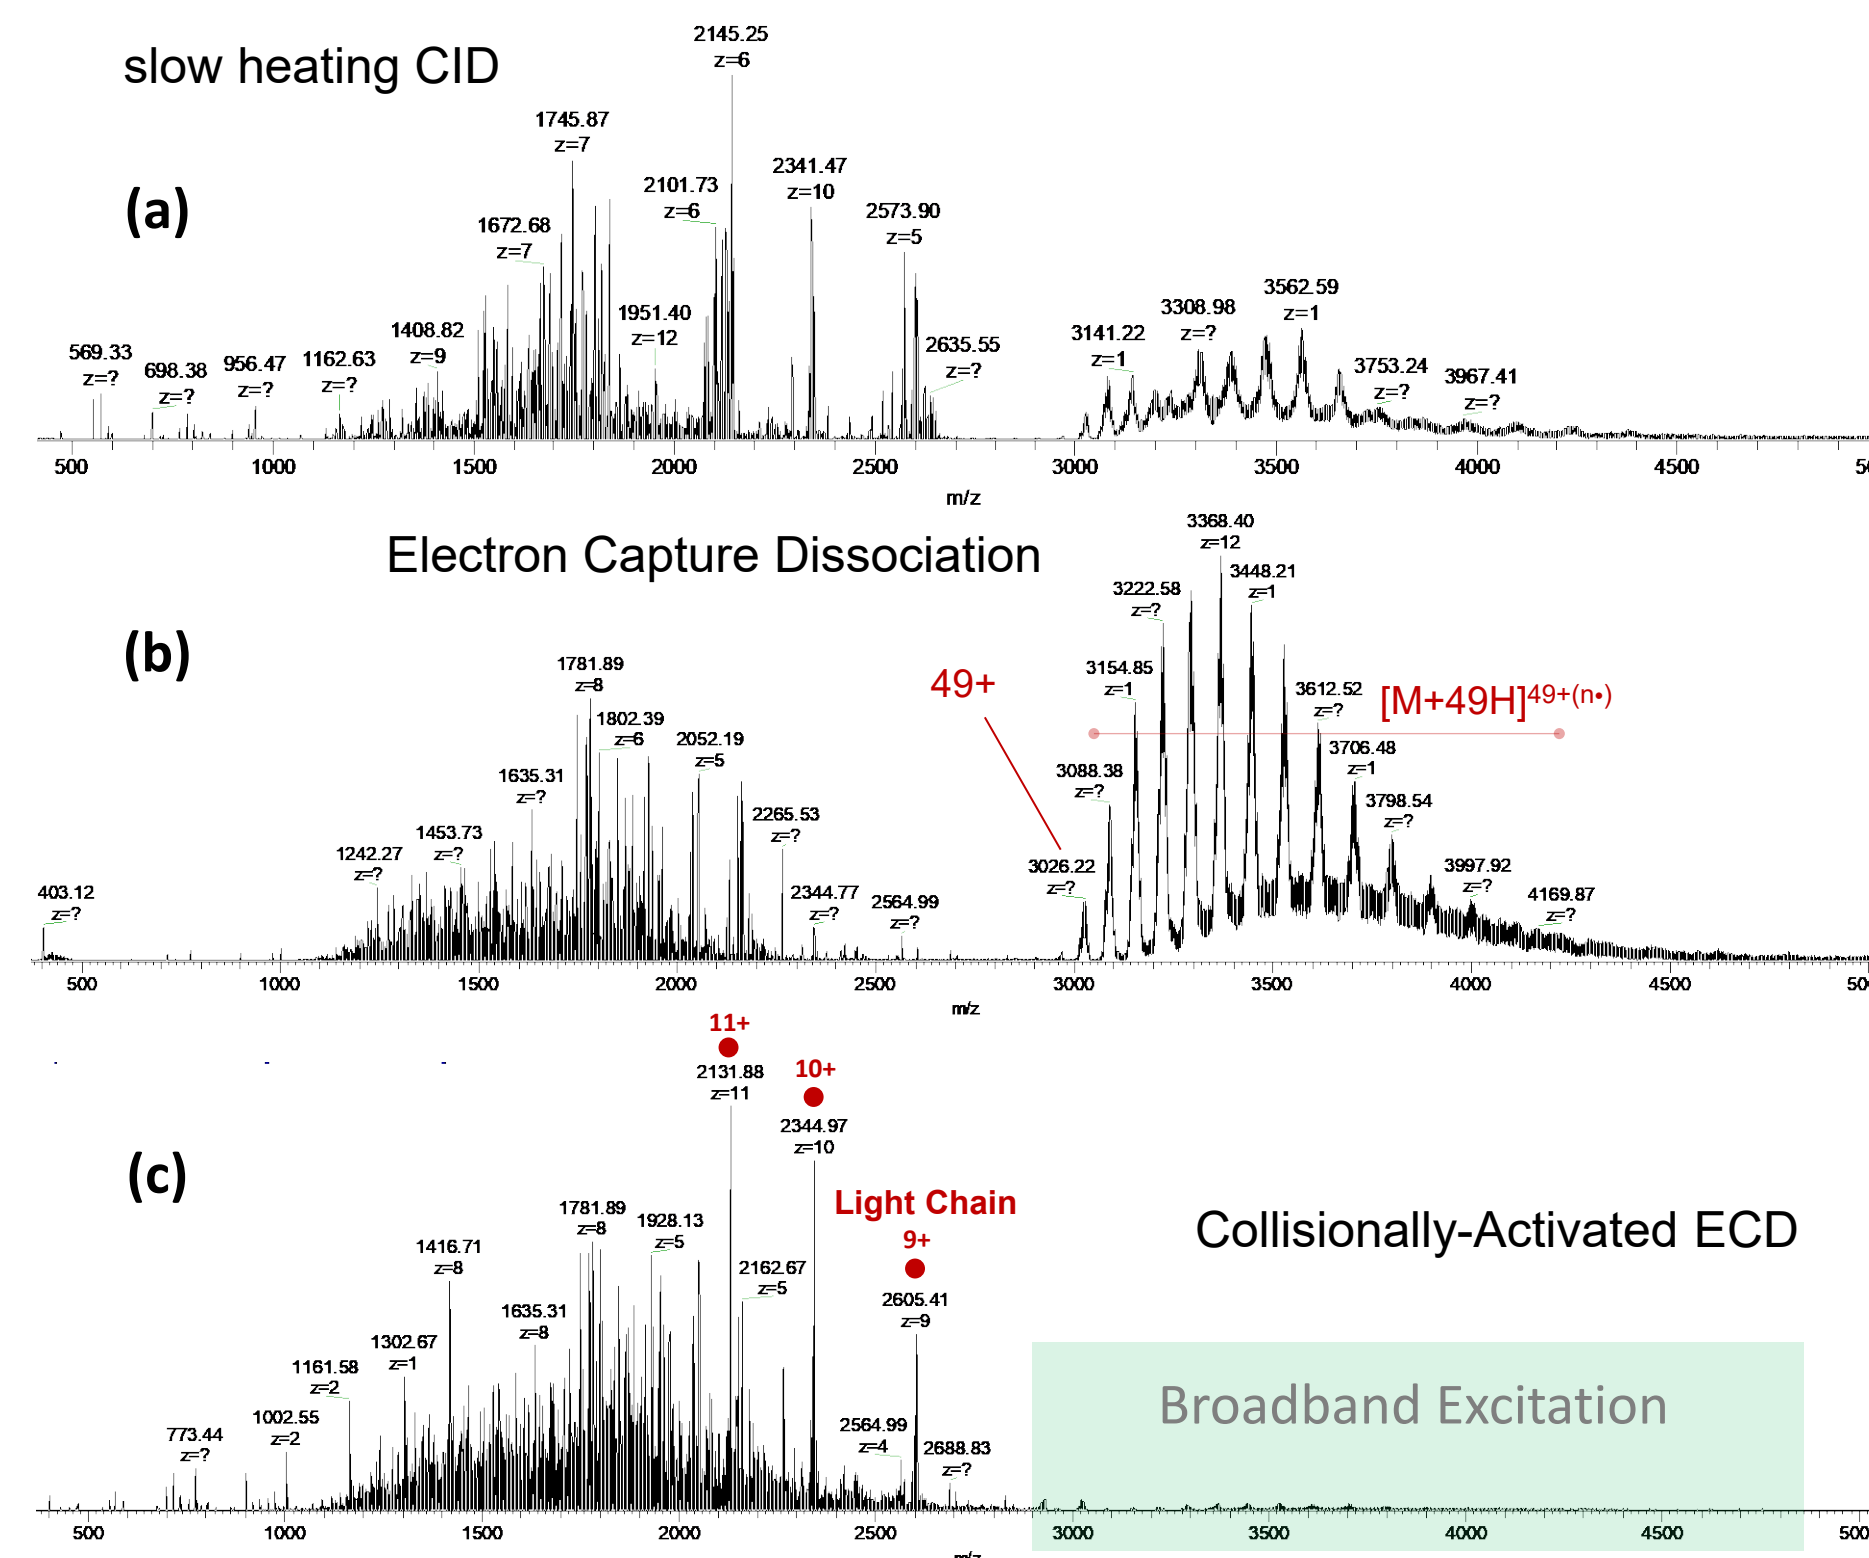 slow heating CID
(a)
2145.25
z=6
1745.87
z=7
2341.47
z=10
2101.73
z=6
2573.90
z=5
1672.68
z=7
1951.40
z=12
1408.82
z=9
2635.55
z=?
569.33
z=?
698.38
z=?
956.47
z=?
1162.63
z=?
3141.22
z=1
3308.98
z=?
3562.59
z=1
3753.24
z=?
3967.41
z=?
500 1000 1500 2000 2500 3000 3500 4000 4500
m/z
Electron Capture Dissociation
(b)
3368.40
z=12
3448.21
z=1
3222.58
z=?
3154.85
z=1
3612.52
z=?
[M+49H]49+(n•)
49+
3706.48
z=1
3088.38
z=?
3798.54
z=?
3026.22
z=?
3997.92
z=?
4169.87
z=?
1781.89
z=8
1802.39
z=6
2052.19
z=5
1635.31
z=?
2265.53
z=?
1453.73
z=?
1242.27
z=?
403.12
z=?
2344.77
z=?
2564.99
z=?
500 1000 1500 2000 2500 3000 3500 4000 4500
m/z
(c)
11+
2131.88
z=11
10+
2344.97
z=10
Light Chain
9+
2605.41
z=9
Collisionally-Activated ECD
Broadband Excitation
1781.89
z=8
1928.13
z=5
1416.71
z=8
2162.67
z=5
1635.31
z=8
1302.67
z=1
1161.58
z=2
1002.55
z=2
773.44
z=?
2564.99
z=4
2688.83
z=?
500 1000 1500 2000 2500 3000 3500 4000 4500